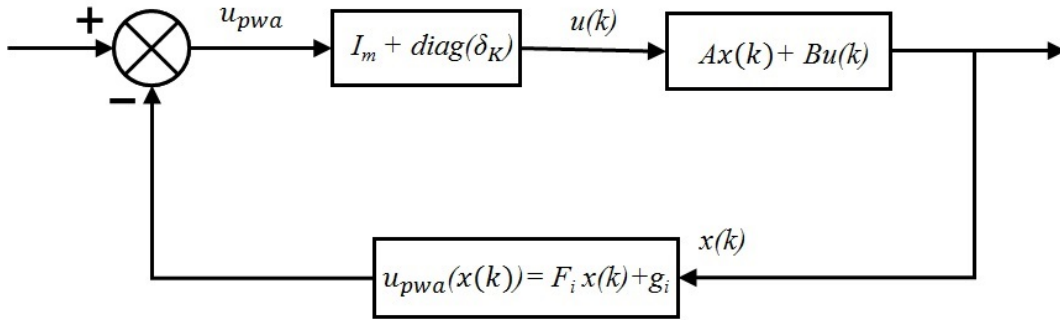 +
u_pwa
I_m + diag(δ_K)
u(k)
Ax(k) + Bu(k)
−
x(k)
u_pwa(x(k)) = F_i x(k) + g_i